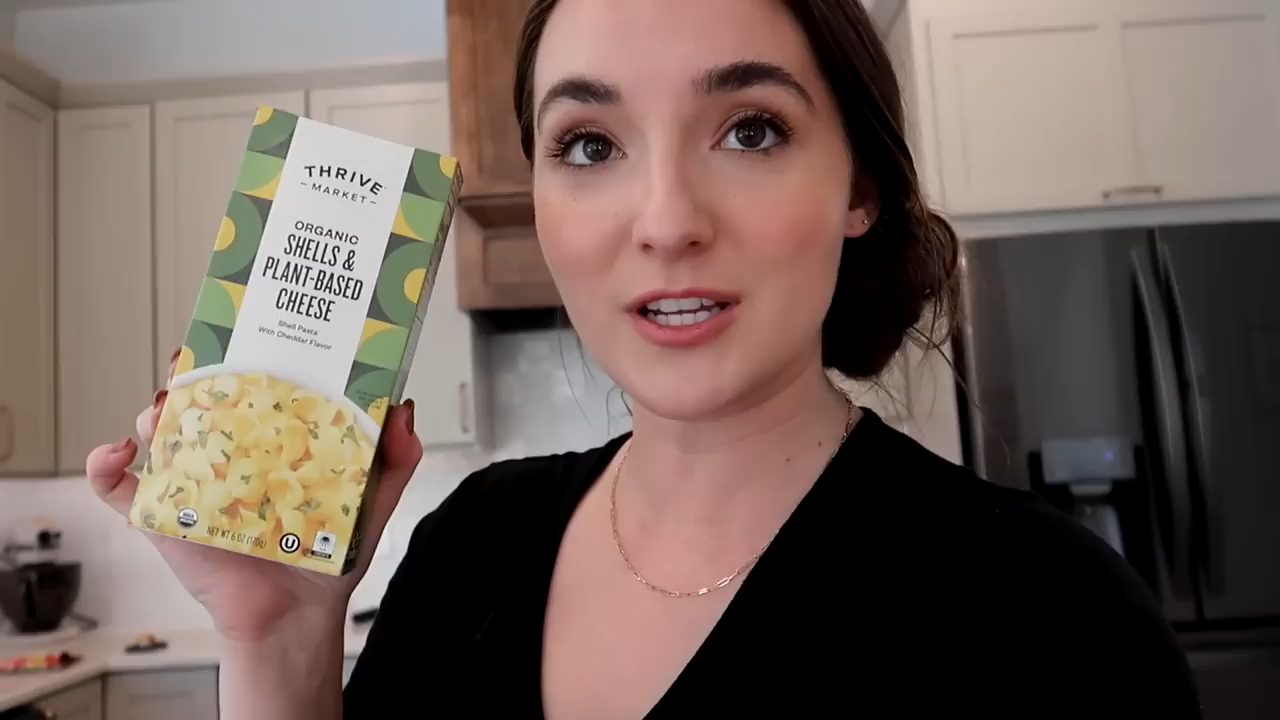 THRIVE
MARKET
ORGANIC
SHELLS &
PLANT-BASED
CHEESE
Shell Pasta
With Cheddar Flavor
NET WT 6 OZ (170g)
U